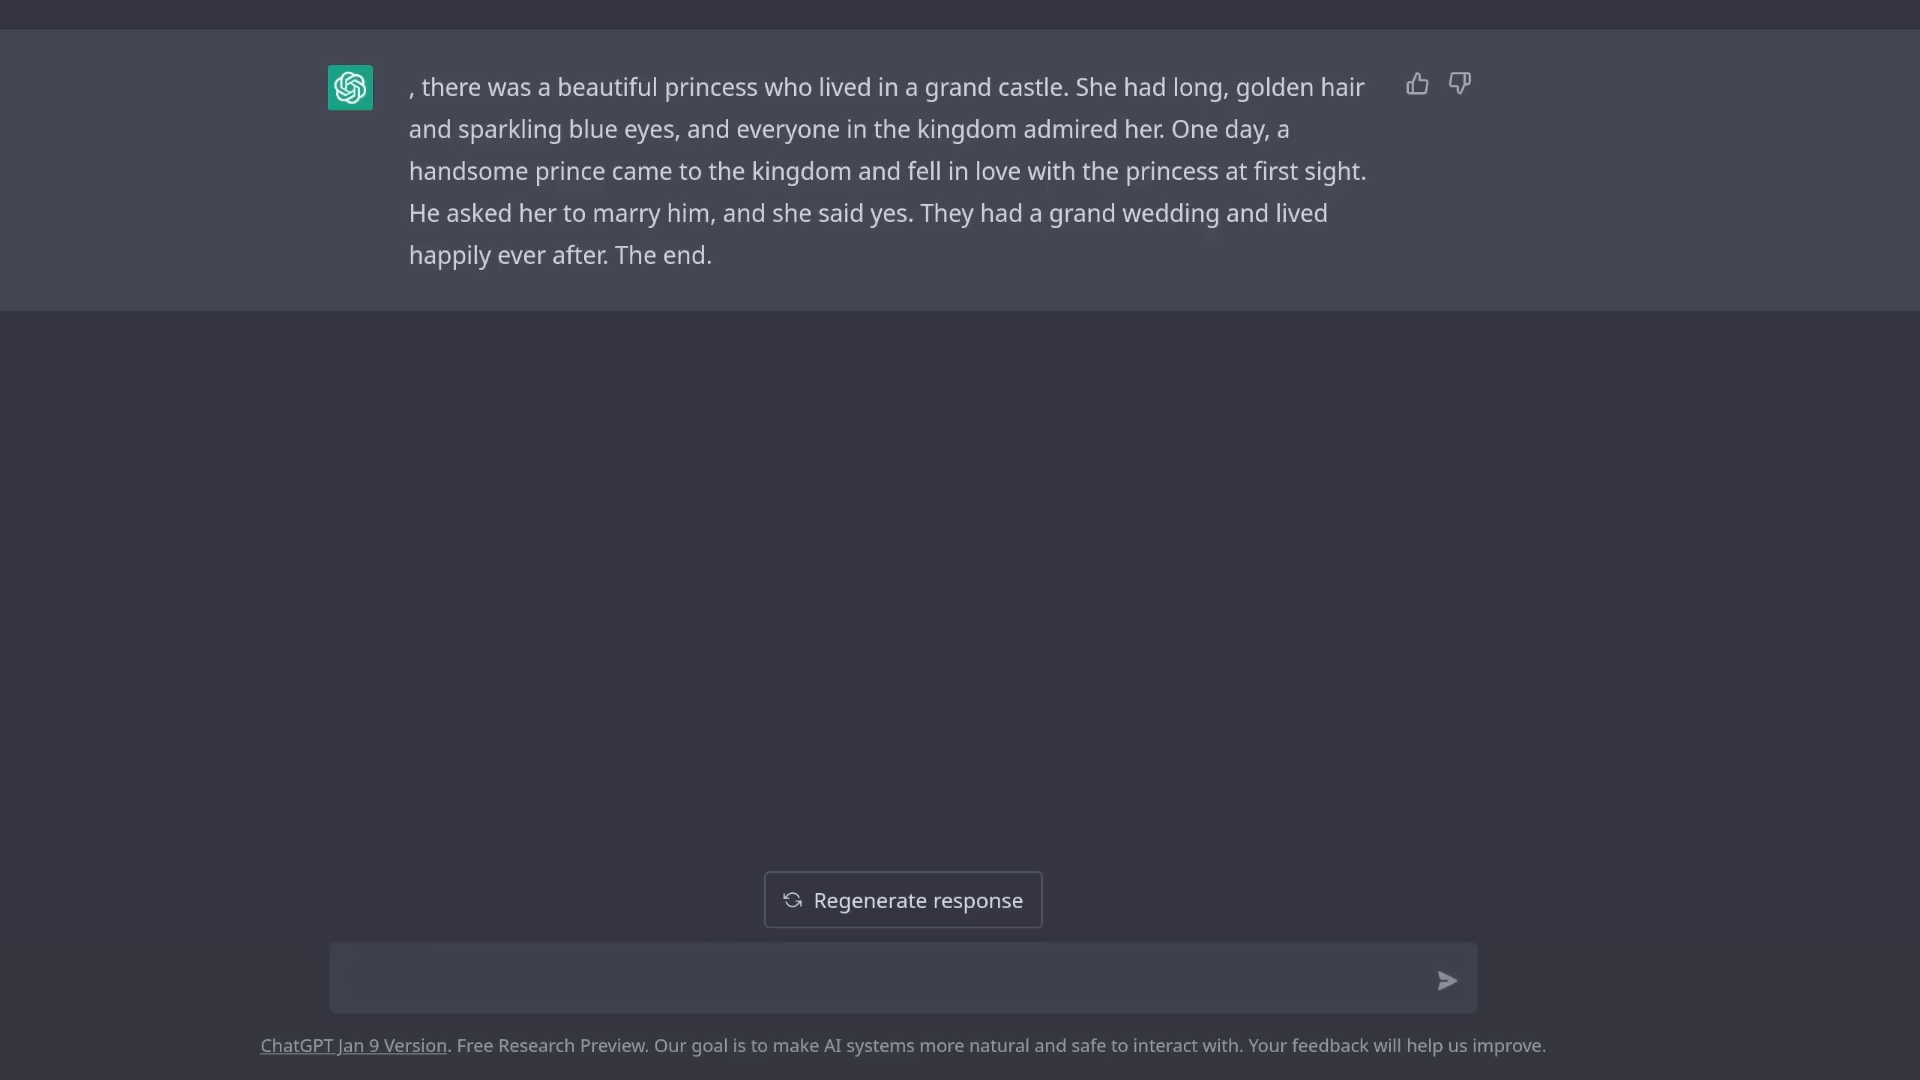 , there was a beautiful princess who lived in a grand castle. She had long, golden hair
and sparkling blue eyes, and everyone in the kingdom admired her. One day, a
handsome prince came to the kingdom and fell in love with the princess at first sight.
He asked her to marry him, and she said yes. They had a grand wedding and lived
happily ever after. The end.
Regenerate response
ChatGPT Jan 9 Version. Free Research Preview. Our goal is to make AI systems more natural and safe to interact with. Your feedback will help us improve.